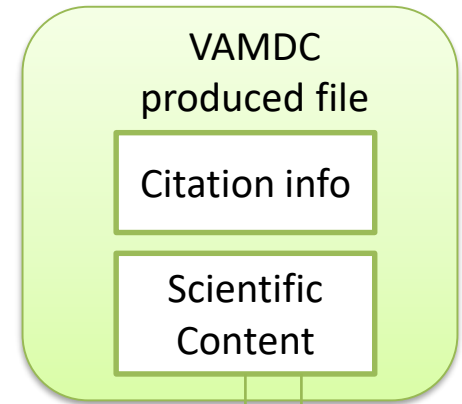 VAMDC
produced file
Citation info
Scientific
Content